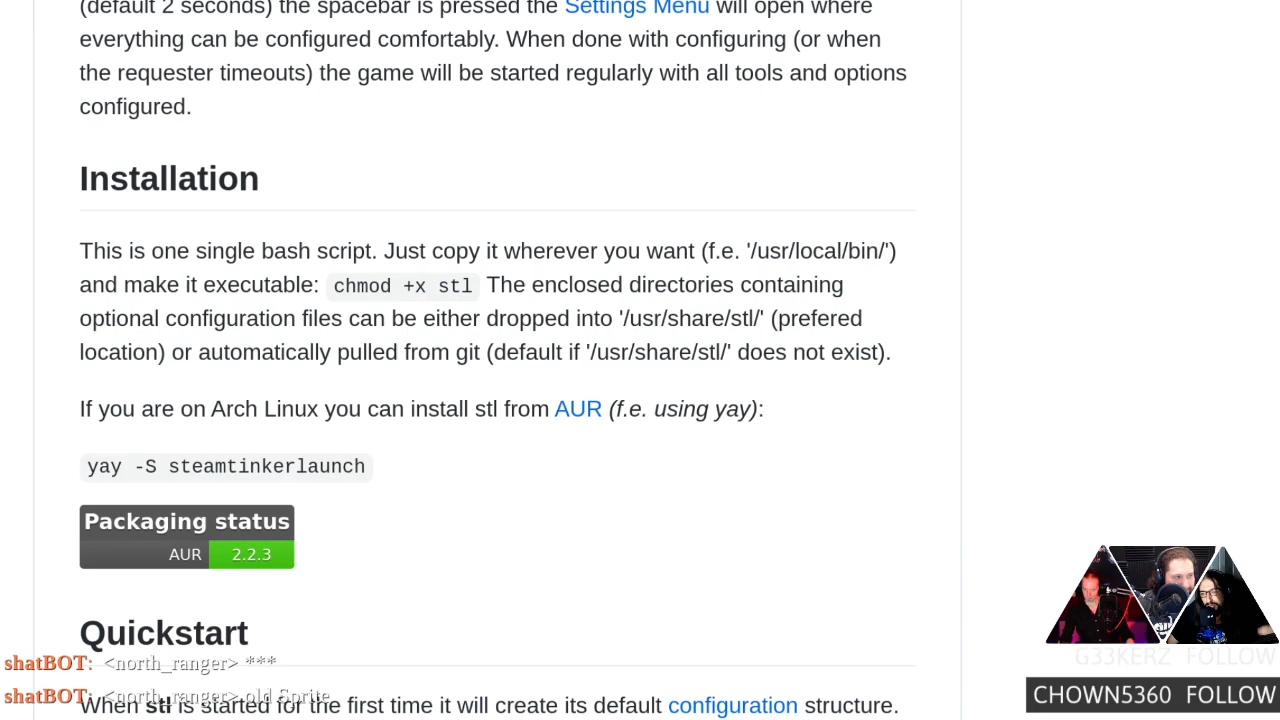 (default 2 seconds) the spacebar is pressed the Settings Menu will open where
everything can be configured comfortably. When done with configuring (or when
the requester timeouts) the game will be started regularly with all tools and options
configured.
Installation
This is one single bash script. Just copy it wherever you want (f.e. '/usr/local/bin/')
and make it executable: chmod +x stl The enclosed directories containing
optional configuration files can be either dropped into '/usr/share/stl/' (prefered
location) or automatically pulled from git (default if '/usr/share/stl/' does not exist).
If you are on Arch Linux you can install stl from AUR (f.e. using yay):
yay -S steamtinkerlaunch
Packaging status
AUR 2.2.3
Quickstart
shatBOT: <north_ranger> ***
shatBOT: <north_ranger> old Sprite
When stl is started for the first time it will create its default configuration structure.
G33KERZ FOLLOW
CHOWN5360 FOLLOW